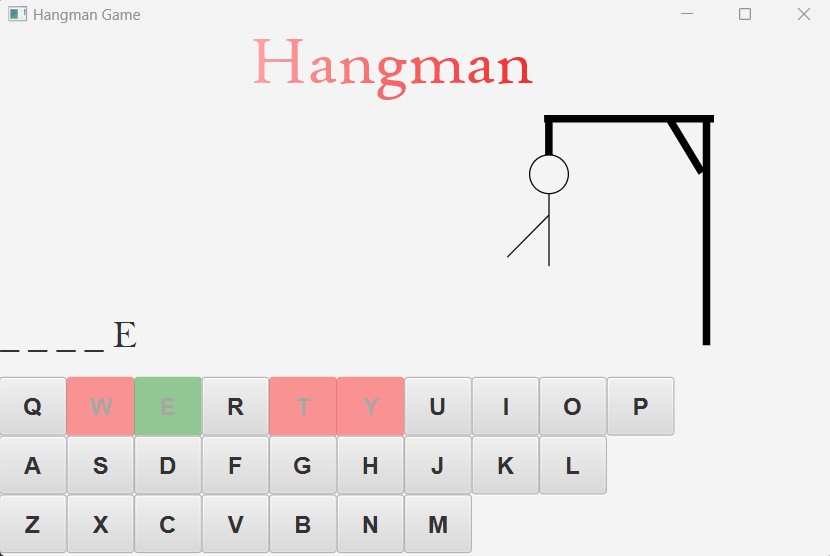 Hangman Game
Hangman
_ _ _ _ E
Q W E R T Y U I O P
A S D F G H J K L
Z X C V B N M